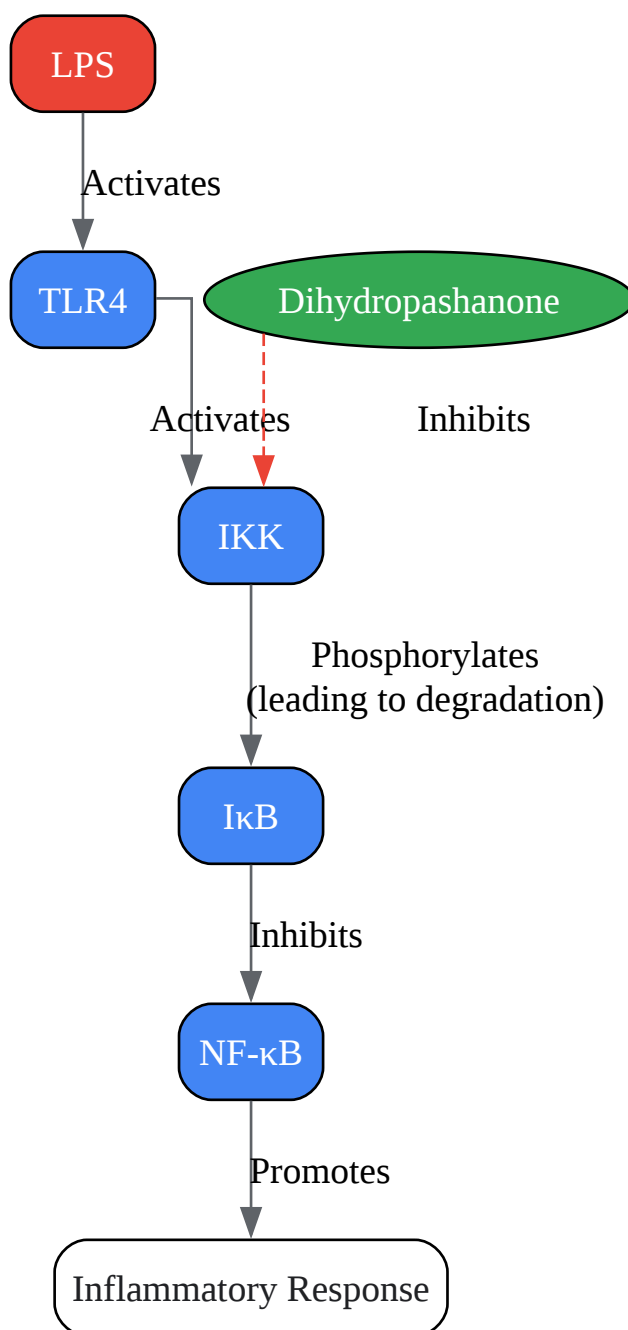 LPS
Activates
TLR4
Dihydropashanone
Activates
Inhibits
IKK
Phosphorylates
(leading to degradation)
IκB
Inhibits
NF-κB
Promotes
Inflammatory Response